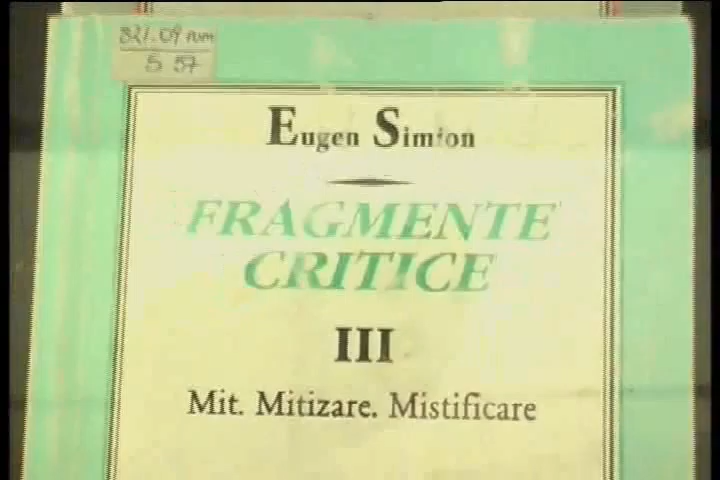 821.09 rum
S 57
Eugen Simion
FRAGMENTE
CRITICE
III
Mit. Mitizare. Mistificare